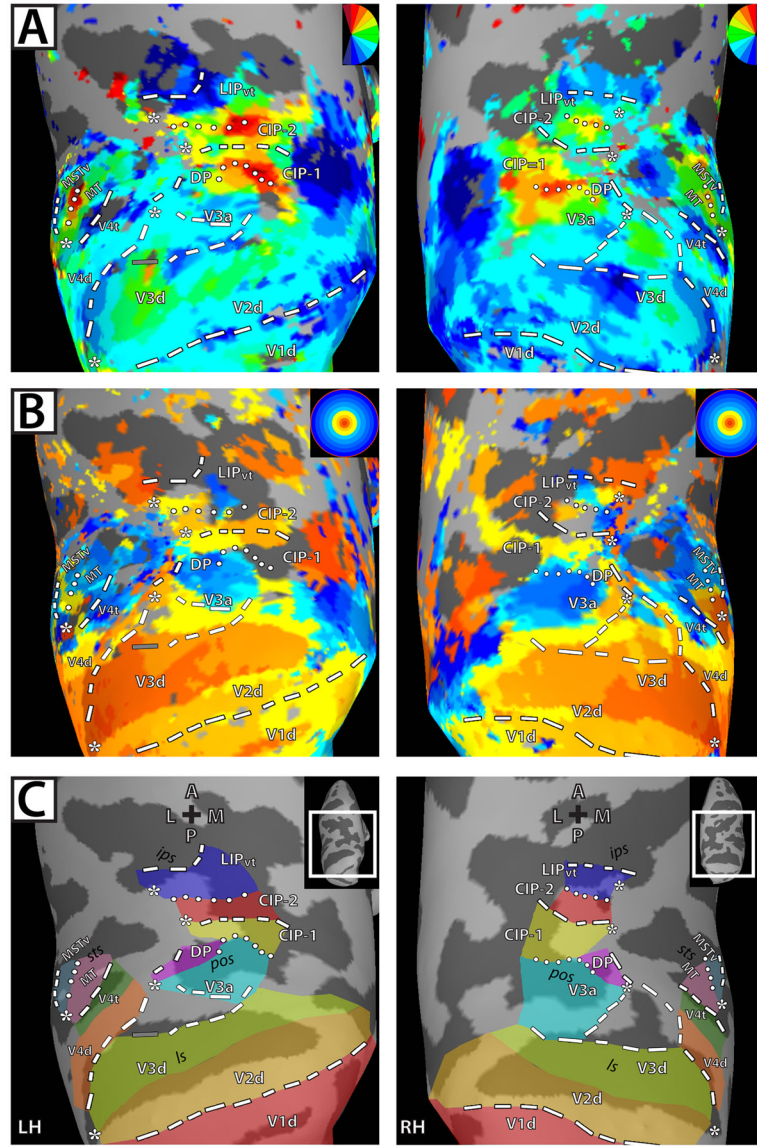 A
LIPvt
CIP-2
CIP-1
DP
MSTv
MT
V4t
V3a
V4d
V3d
V2d
V1d
LIPvt
CIP-2
CIP=1
DP
V3a
MSTv
MT
V4t
V4d
V3d
V2d
V1d
B
LIPvt
CIP-2
CIP-1
DP
MSTv
MT
V4t
V3a
V4d
V3d
V2d
V1d
LIPvt
CIP-2
CIP-1
DP
V3a
MSTv
MT
V4t
V4d
V3d
V2d
V1d
C
A
L M
P
ips
LIPvt
CIP-2
CIP-1
DP
pos
MSTv
sts
MT
V4t
V3a
V4d
ls
V3d
V2d
V1d
LH
A
L M
P
ips
LIPvt
CIP-2
CIP-1
DP
pos
V3a
sts
MSTv
MT
V4t
V4d
ls
V3d
V2d
V1d
RH